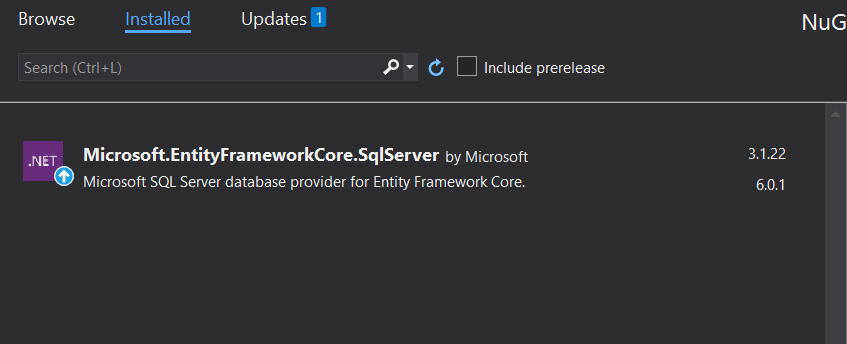 Browse Installed Updates 1 NuG
Search (Ctrl+L) Include prerelease
.NET Microsoft.EntityFrameworkCore.SqlServer by Microsoft 3.1.22
Microsoft SQL Server database provider for Entity Framework Core. 6.0.1